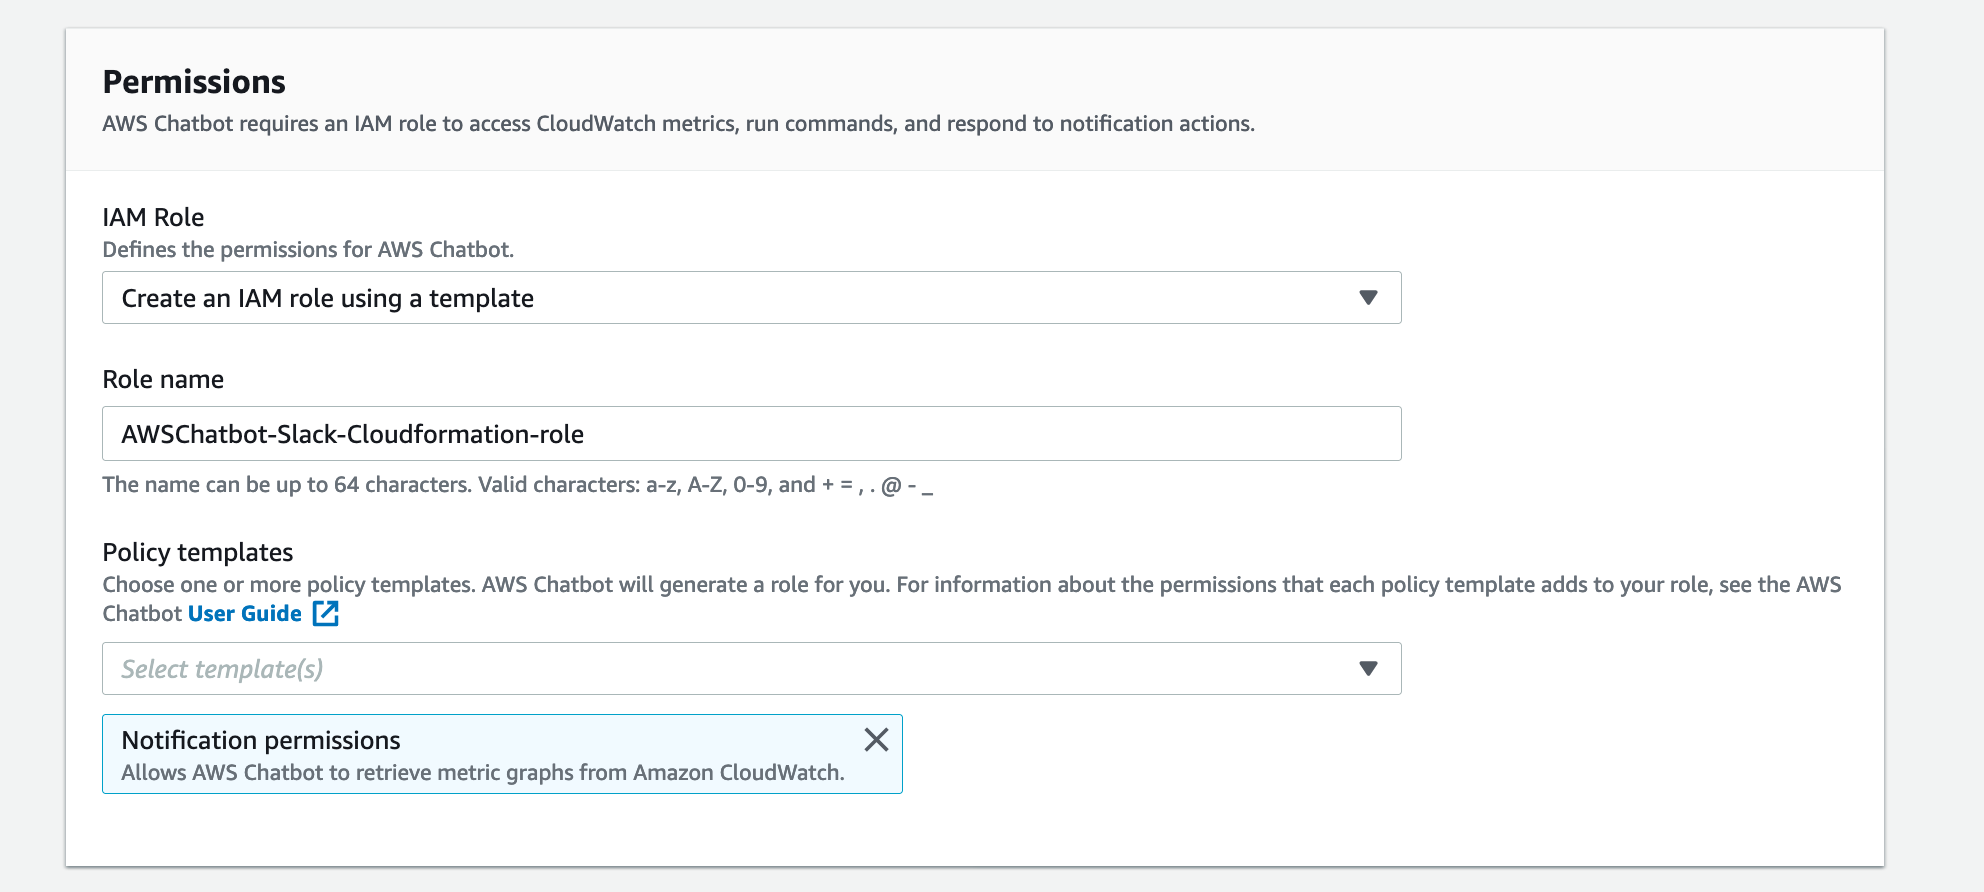 Permissions
AWS Chatbot requires an IAM role to access CloudWatch metrics, run commands, and respond to notification actions.
IAM Role
Defines the permissions for AWS Chatbot.
Create an IAM role using a template
Role name
AWSChatbot-Slack-Cloudformation-role
The name can be up to 64 characters. Valid characters: a-z, A-Z, 0-9, and + = , . @ - _
Policy templates
Choose one or more policy templates. AWS Chatbot will generate a role for you. For information about the permissions that each policy template adds to your role, see the AWS
Chatbot User Guide
Select template(s)
Notification permissions
Allows AWS Chatbot to retrieve metric graphs from Amazon CloudWatch.